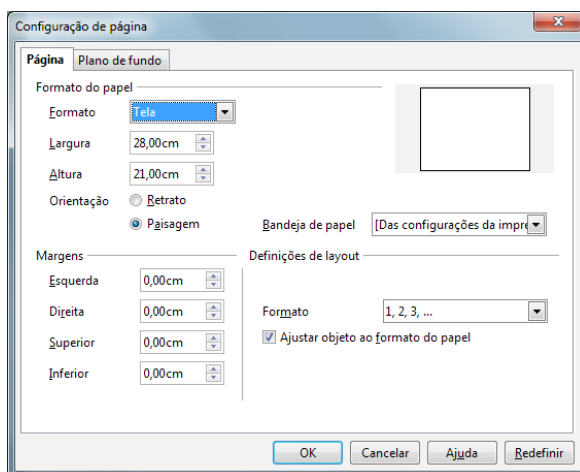 Configuração de página
Página Plano de fundo
Formato do papel
Formato Tela
Largura 28,00cm
Altura 21,00cm
Orientação Retrato
Paisagem Bandeja de papel [Das configurações da impre
Margens Definições de layout
Esquerda 0,00cm
Direita 0,00cm Formato 1, 2, 3, ...
Superior 0,00cm Ajustar objeto ao formato do papel
Inferior 0,00cm
OK Cancelar Ajuda Redefinir